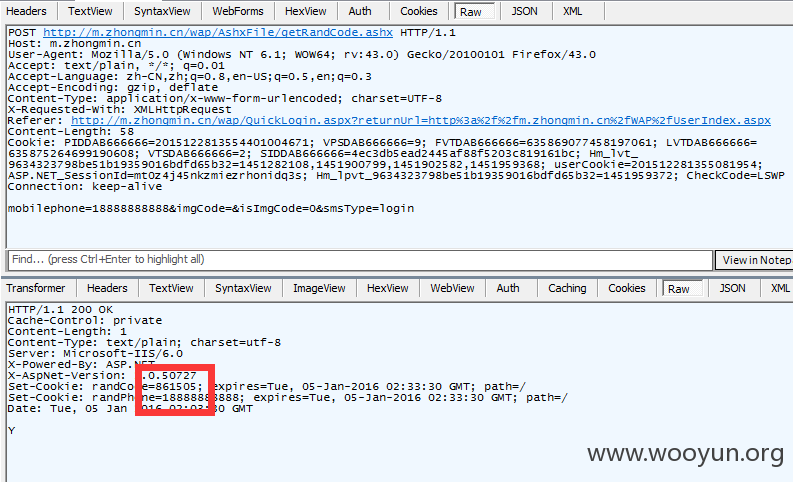 Headers TextView SyntaxView WebForms HexView Auth Cookies Raw JSON XML
POST http://m.zhongmin.cn/wap/AshxFile/getRandCode.ashx HTTP/1.1
Host: m.zhongmin.cn
User-Agent: Mozilla/5.0 (Windows NT 6.1; WOW64; rv:43.0) Gecko/20100101 Firefox/43.0
Accept: text/plain, */*; q=0.01
Accept-Language: zh-CN,zh;q=0.8,en-US;q=0.5,en;q=0.3
Accept-Encoding: gzip, deflate
Content-Type: application/x-www-form-urlencoded; charset=UTF-8
X-Requested-With: XMLHttpRequest
Referer: http://m.zhongmin.cn/wap/QuickLogin.aspx?returnUrl=http%3a%2f%2fm.zhongmin.cn%2fWAP%2fUserIndex.aspx
Content-Length: 58
Cookie: PIDDAB666666=2015122813554401004671; VPSDAB666666=9; FVTDAB666666=635869077458197061; LVTDAB666666=
635875264699190608; VTSDAB666666=2; SIDDAB666666=4ec3db5ead2445af88f5203c819161bc; Hm_lvt_
9634323798be51b19359016bdfd65b32=1451282108,1451900799,1451902582,1451959368; userCookie=201512281355081954;
ASP.NET_SessionId=mt0z4j45nkzmiezrhonidq3s; Hm_lpvt_9634323798be51b19359016bdfd65b32=1451959372; CheckCode=LSWP
Connection: keep-alive
mobilephone=18888888888&imgCode=&isImgCode=0&smsType=login
Find... (press Ctrl+Enter to highlight all) View in Notep
Transformer Headers TextView SyntaxView ImageView HexView WebView Auth Caching Cookies Raw JSON XML
HTTP/1.1 200 OK
Cache-Control: private
Content-Length: 1
Content-Type: text/plain; charset=utf-8
Server: Microsoft-IIS/6.0
X-Powered-By: ASP.NET
X-AspNet-Version: .0.50727
Set-Cookie: randCode=861505; expires=Tue, 05-Jan-2016 02:33:30 GMT; path=/
Set-Cookie: randPhone=18888888888; expires=Tue, 05-Jan-2016 02:33:30 GMT; path=/
Date: Tue, 05 Jan 2016 02:03:30 GMT
Y
www.wooyun.org